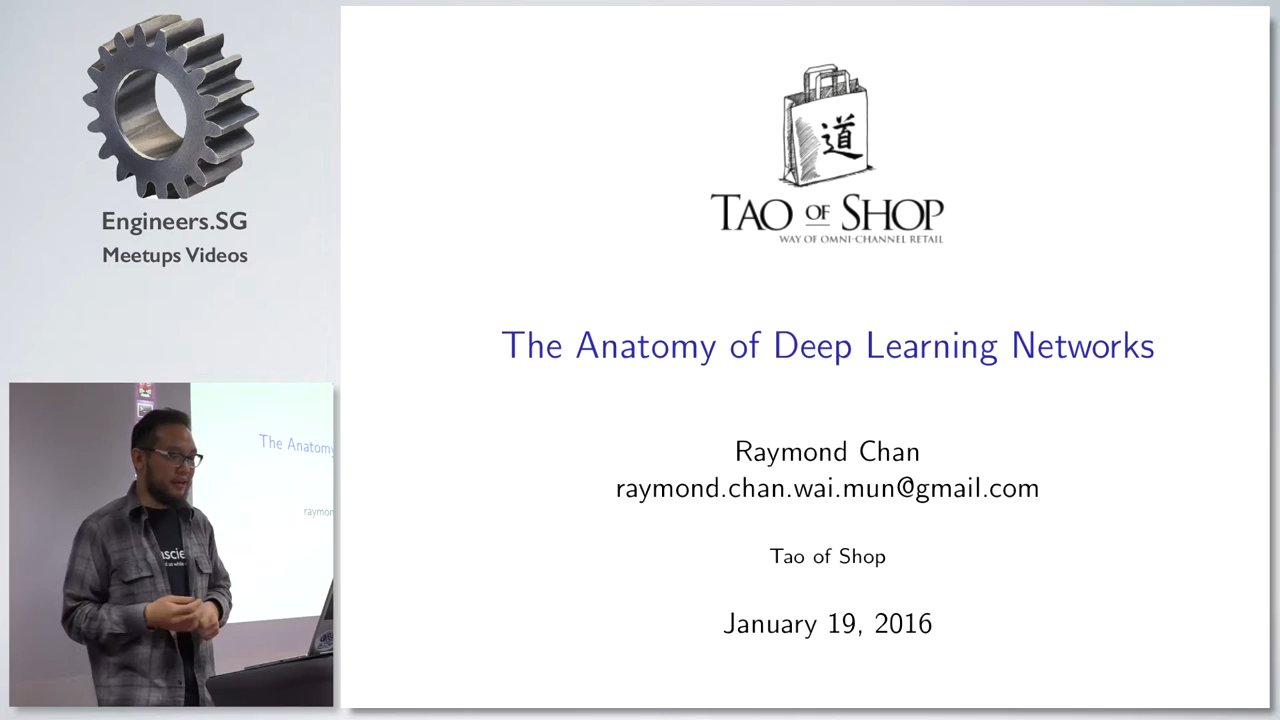 Engineers.SG
Meetups Videos
道
TAO OF SHOP
WAY OF OMNI-CHANNEL RETAIL
The Anatomy of Deep Learning Networks
Raymond Chan
raymond.chan.wai.mun@gmail.com
Tao of Shop
January 19, 2016
The Anatomy
raymon